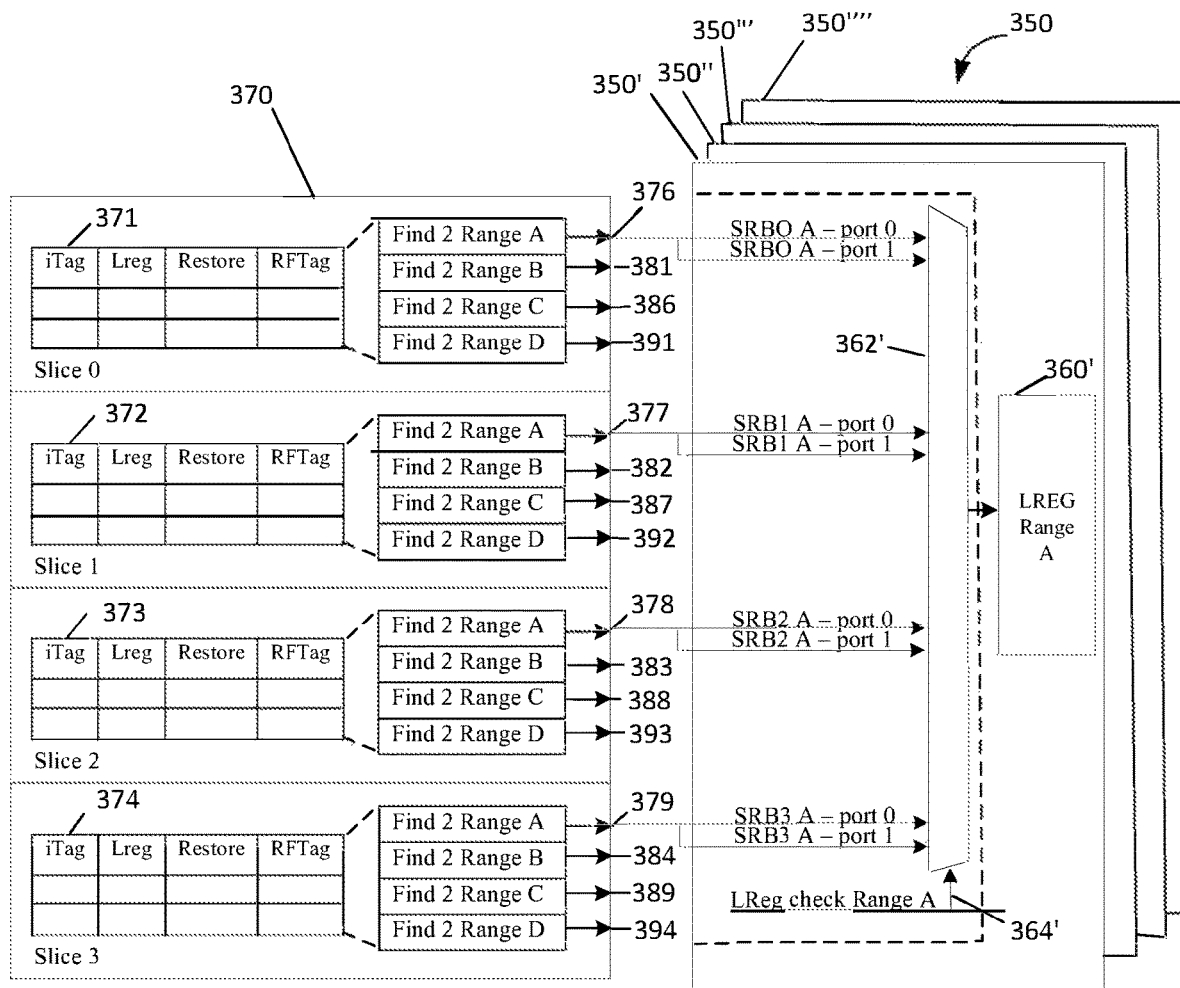 350''''
350
350'''
350''
350'
370
371
376
iTag Lreg Restore RFTag
Find 2 Range A
Find 2 Range B
381
Find 2 Range C
386
Find 2 Range D
391
Slice 0
SRBO A – port 0
SRBO A – port 1
362'
360'
372
377
iTag Lreg Restore RFTag
Find 2 Range A
Find 2 Range B
382
Find 2 Range C
387
Find 2 Range D
392
Slice 1
SRB1 A – port 0
SRB1 A – port 1
LREG
Range
A
373
378
iTag Lreg Restore RFTag
Find 2 Range A
Find 2 Range B
383
Find 2 Range C
388
Find 2 Range D
393
Slice 2
SRB2 A – port 0
SRB2 A – port 1
374
379
iTag Lreg Restore RFTag
Find 2 Range A
Find 2 Range B
384
Find 2 Range C
389
Find 2 Range D
394
Slice 3
SRB3 A – port 0
SRB3 A – port 1
LReg check Range A
364'